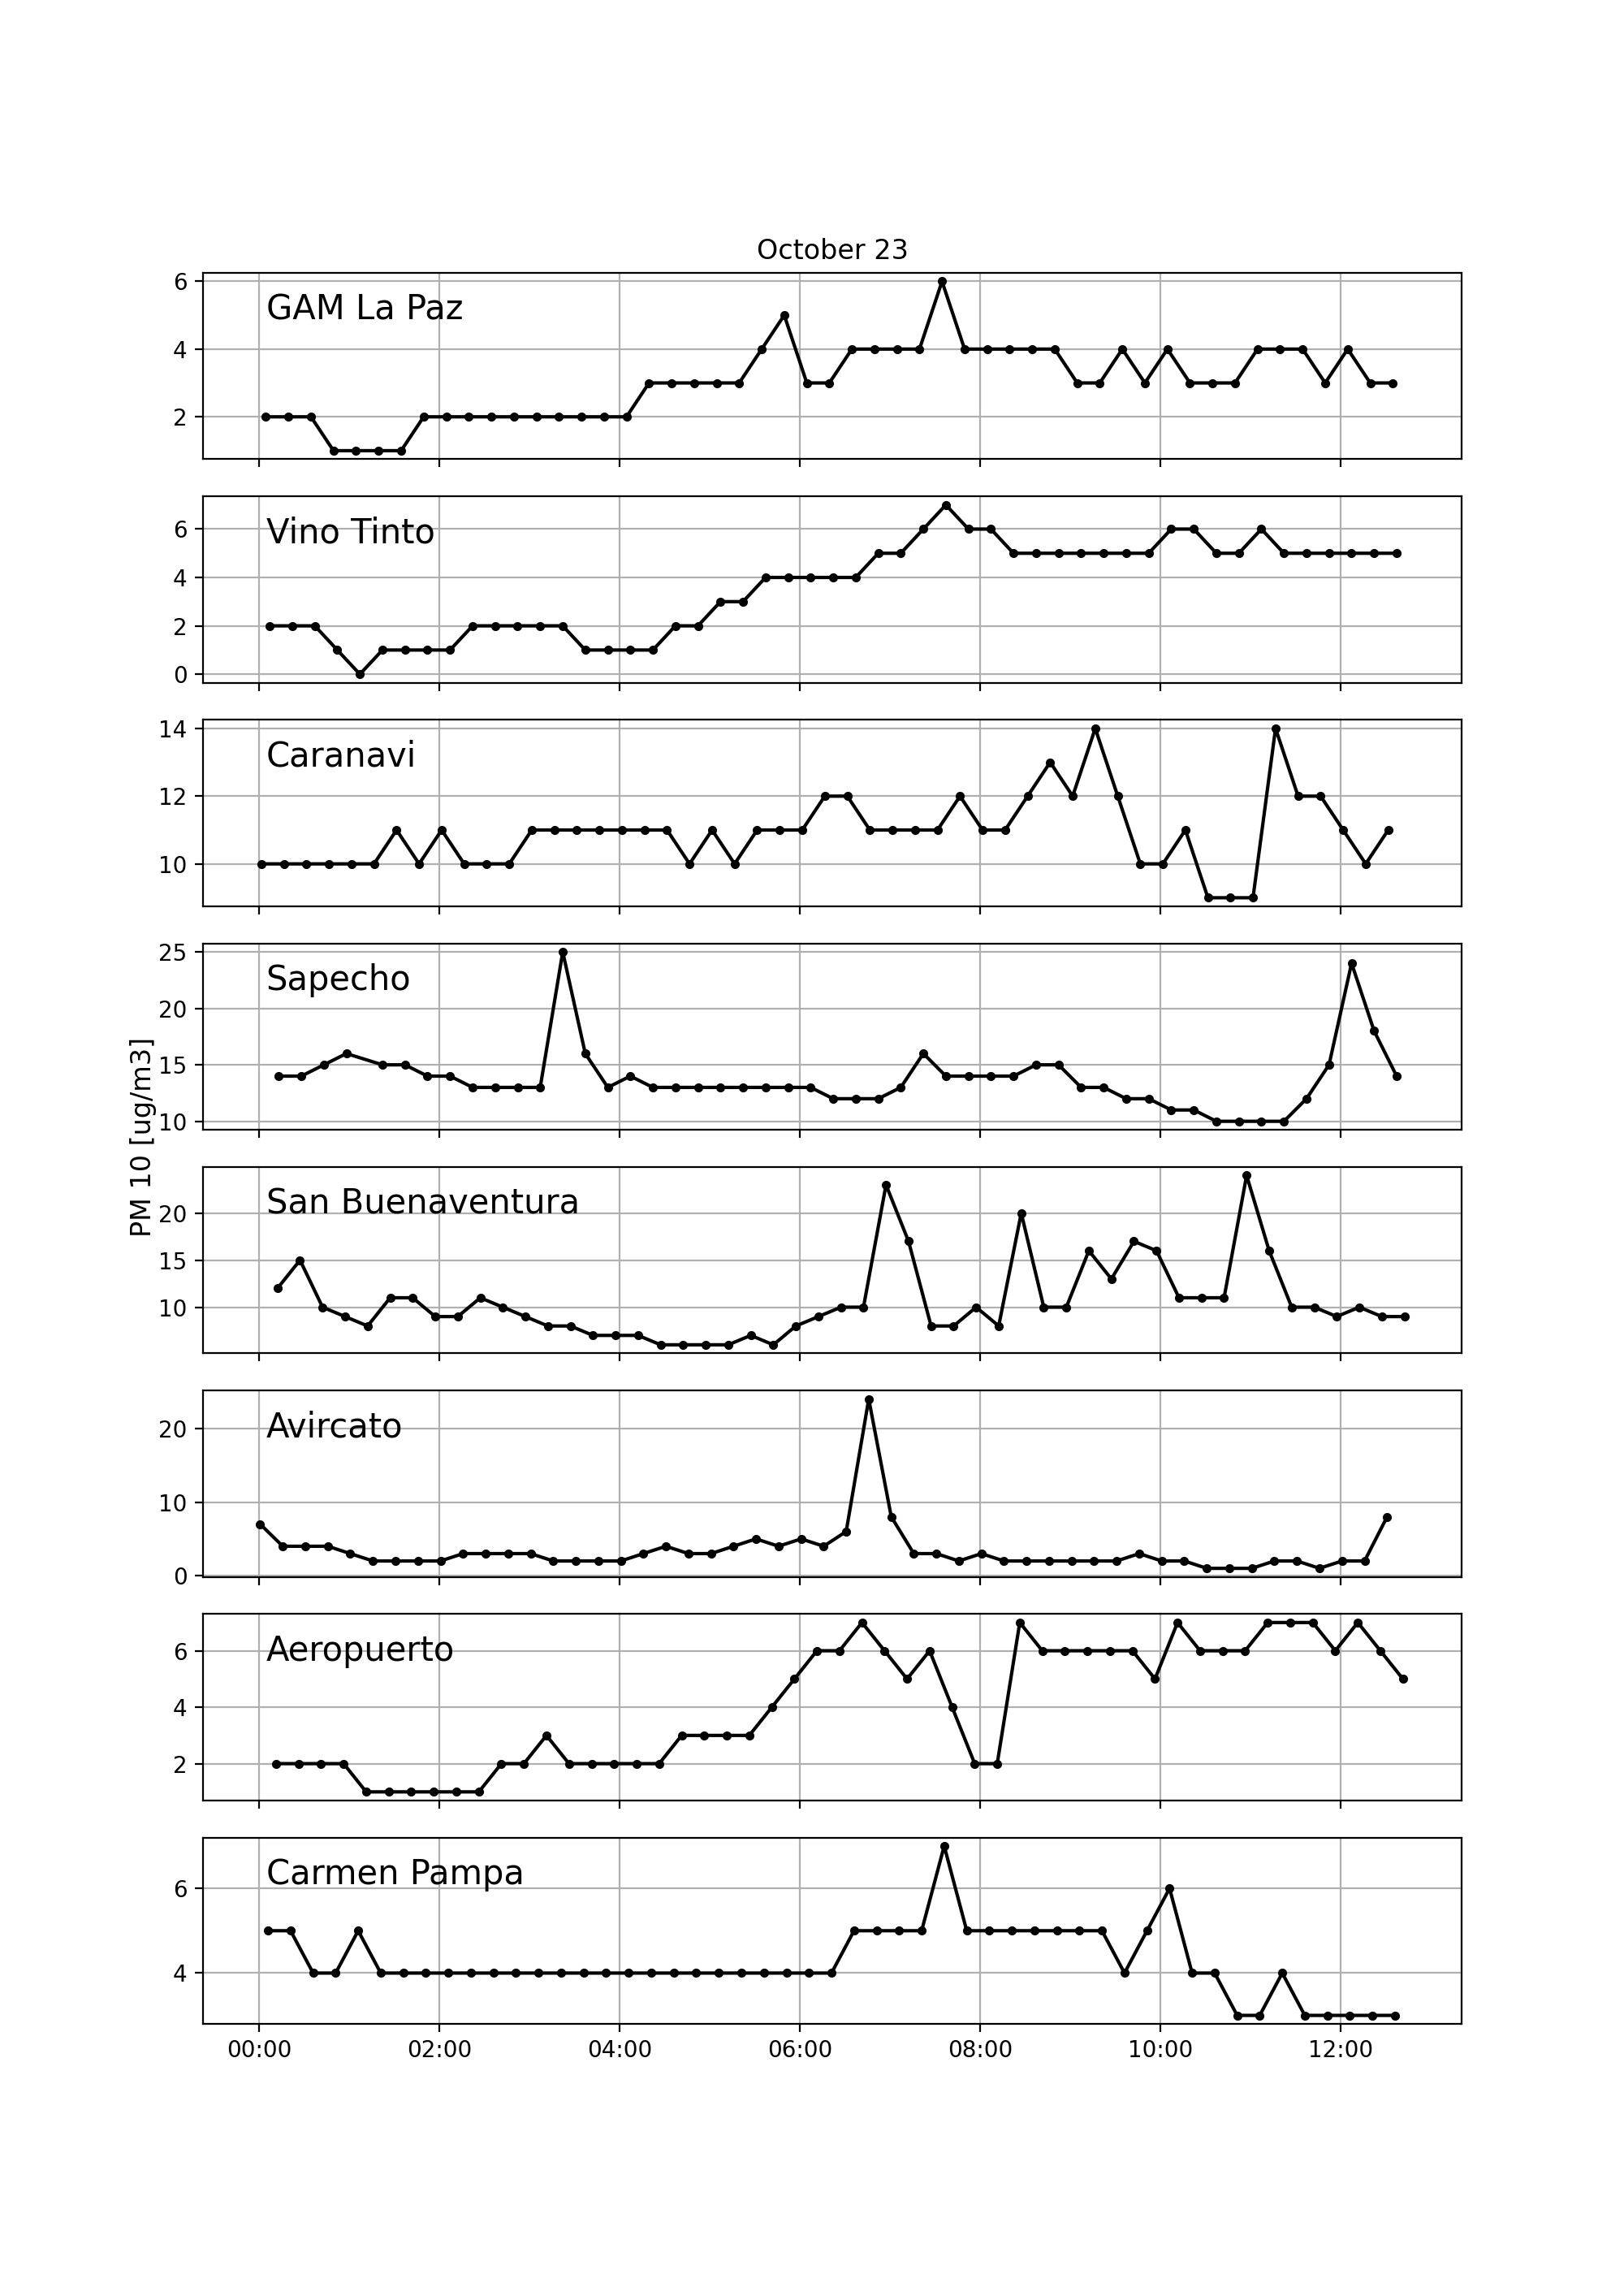 October 23
6
GAM La Paz
4
2
6
Vino Tinto
4
2
0
14
Caranavi
12
10
25
Sapecho
20
15
10
PM 10 [ug/m3]
San Buenaventura
20
15
10
Avircato
20
10
0
Aeropuerto
6
4
2
Carmen Pampa
6
4
00:00 02:00 04:00 06:00 08:00 10:00 12:00